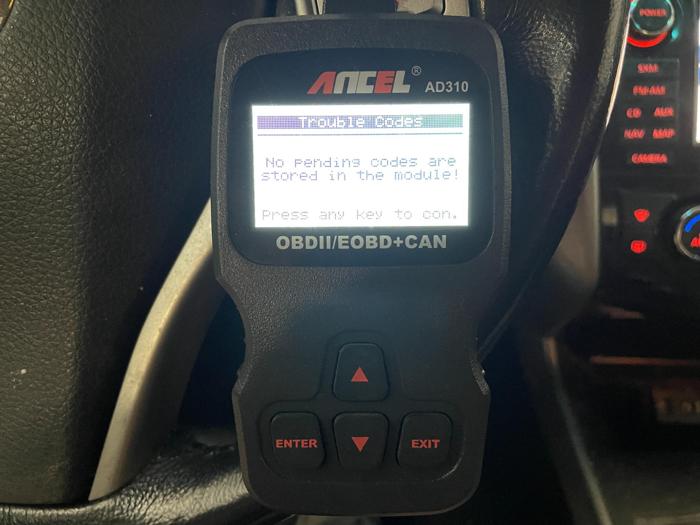 POWER
SXM
FM•AM
CD AUX
NAV MAP
CAMERA
ANCEL®
AD310
Trouble Codes
No pending codes are
stored in the module!
Press any key to con.
OBDII/EOBD+CAN
ENTER
EXIT